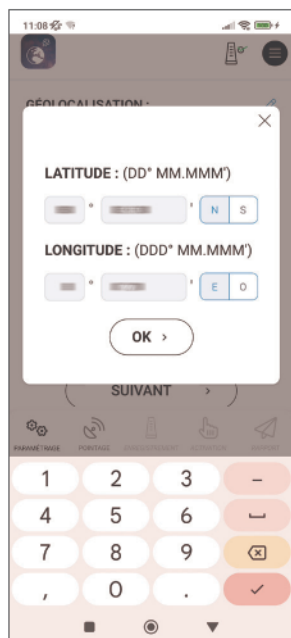 11:08
GÉOLOCALISATION :
LATITUDE : (DD° MM.MMM')
° ' N S
LONGITUDE : (DDD° MM.MMM')
° ' E O
OK >
SUIVANT >
PARAMÉTRAGE POINTAGE ENREGISTREMENT
1 2 3 -
4 5 6
7 8 9
, 0 .